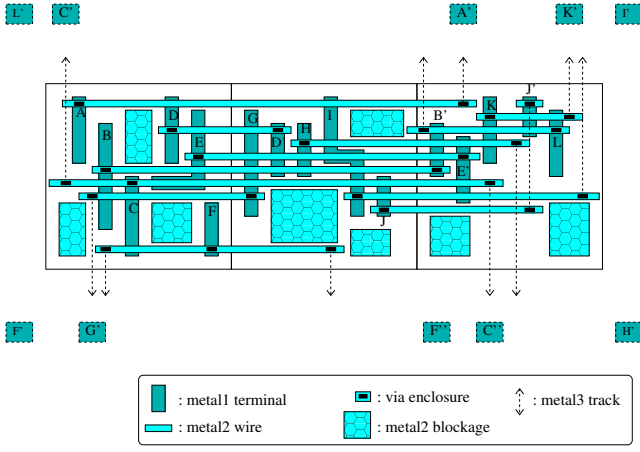 L' C' A' K' I'
J'
A D G I K
B E D' H B' L
E'
C F J
F' G' F'' C'' H'
: metal1 terminal : via enclosure : metal3 track
: metal2 wire : metal2 blockage